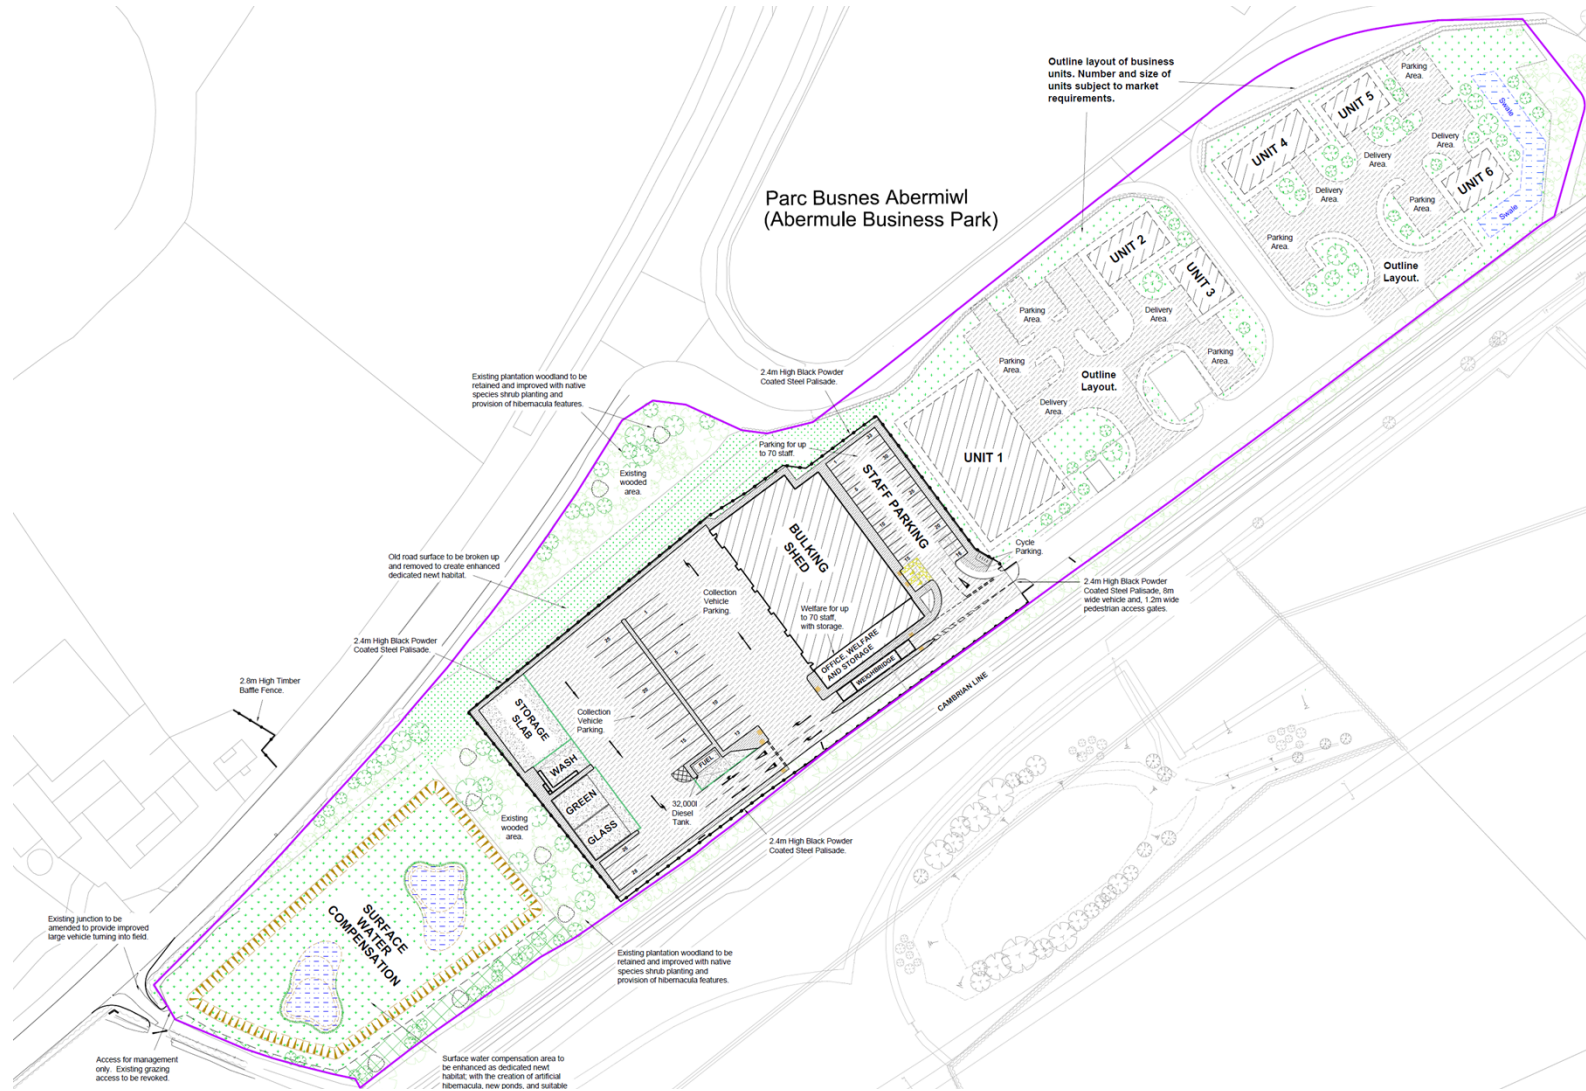 Outline layout of business
units. Number and size of
units subject to market
requirements.
Parc Busnes Abermiwl
(Abermule Business Park)
Parking
Area.
UNIT 5
Swale
UNIT 4
Delivery
Area.
Delivery
Area.
UNIT 6
Delivery
Area.
Parking
Area.
Swale
Parking
Area.
Outline
Layout.
UNIT 2
UNIT 3
Parking
Area.
Delivery
Area.
Parking
Area.
Parking
Area.
Outline
Layout.
Delivery
Area.
UNIT 1
2.4m High Black Powder
Coated Steel Palisade.
Existing plantation woodland to be
retained and improved with native
species shrub planting and
provision of hibernacula features.
Parking for up
to 70 staff.
STAFF PARKING
Existing
wooded
area.
BULKING
SHED
Cycle
Parking.
Old road surface to be broken up
and removed to create enhanced
dedicated newt habitat.
2.4m High Black Powder
Coated Steel Palisade, 8m
wide vehicle and, 1.2m wide
pedestrian access gates.
Collection
Vehicle
Parking.
Welfare for up
to 70 staff,
with storage.
OFFICE, WELFARE
AND STORAGE
WEIGHBRIDGE
2.4m High Black Powder
Coated Steel Palisade.
CAMBRIAN LINE
2.8m High Timber
Baffle Fence.
STORAGE
SLAB
Collection
Vehicle
Parking.
WASH
FUEL
GREEN
GLASS
32,000l
Diesel
Tank.
Existing
wooded
area.
2.4m High Black Powder
Coated Steel Palisade.
SURFACE
WATER
COMPENSATION
Existing junction to be
amended to provide improved
large vehicle turning into field.
Existing plantation woodland to be
retained and improved with native
species shrub planting and
provision of hibernacula features.
Access for management
only. Existing grazing
access to be revoked.
Surface water compensation area to
be enhanced as dedicated newt
habitat; with the creation of artificial
hibernacula, new ponds, and suitable